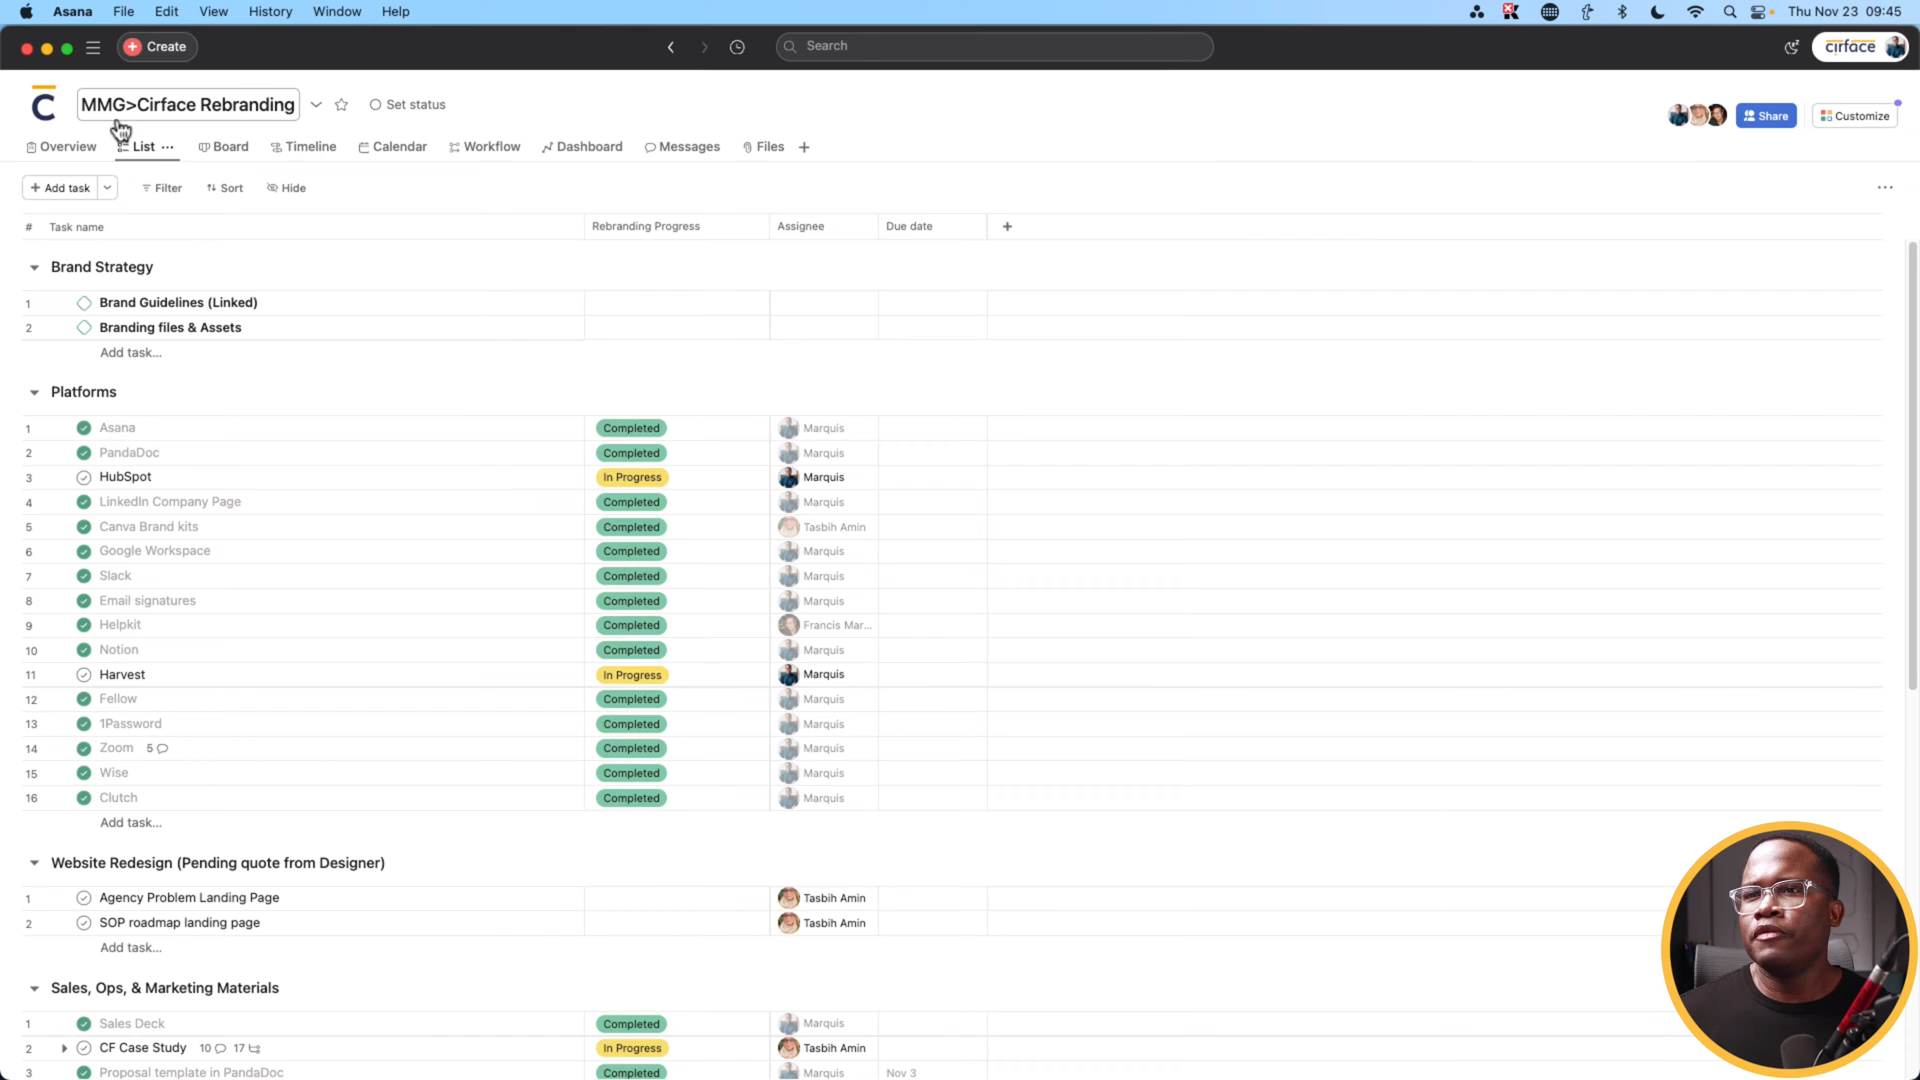 Asana File Edit View History Window Help Thu Nov 23 09:45
Create Search cirface
MMG>Cirface Rebranding Set status Share Customize
Overview List Board Timeline Calendar Workflow Dashboard Messages Files
Add task Filter Sort Hide
# Task name Rebranding Progress Assignee Due date
Brand Strategy
1 Brand Guidelines (Linked)
2 Branding files & Assets
Add task...
Platforms
1 Asana Completed Marquis
2 PandaDoc Completed Marquis
3 HubSpot In Progress Marquis
4 LinkedIn Company Page Completed Marquis
5 Canva Brand kits Completed Tasbih Amin
6 Google Workspace Completed Marquis
7 Slack Completed Marquis
8 Email signatures Completed Marquis
9 Helpkit Completed Francis Mar...
10 Notion Completed Marquis
11 Harvest In Progress Marquis
12 Fellow Completed Marquis
13 1Password Completed Marquis
14 Zoom 5 Completed Marquis
15 Wise Completed Marquis
16 Clutch Completed Marquis
Add task...
Website Redesign (Pending quote from Designer)
1 Agency Problem Landing Page Tasbih Amin
2 SOP roadmap landing page Tasbih Amin
Add task...
Sales, Ops, & Marketing Materials
1 Sales Deck Completed Marquis
2 CF Case Study 10 17 In Progress Tasbih Amin
3 Proposal template in PandaDoc Completed Marquis Nov 3